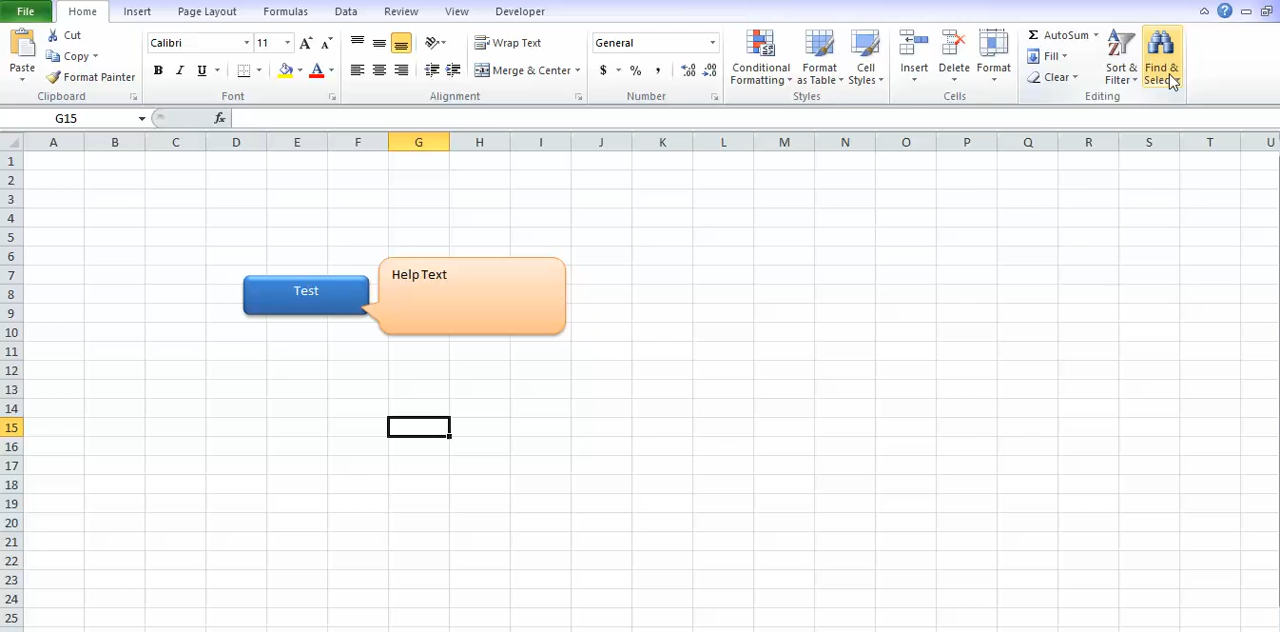 File Home Insert Page Layout Formulas Data Review View Developer
Cut
Calibri 11 A A Wrap Text General Σ AutoSum
Copy Fill
Paste Conditional Formatting Format as Table Cell Styles Insert Delete Format Sort & Filter Find & Select
Format Painter B I U A Merge & Center $ % , .0 .00 .00 .0 Clear
Clipboard Font Alignment Number Styles Cells Editing
G15 fx
A B C D E F G H I J K L M N O P Q R S T U
1
2
3
4
5
6
7 Help Text
8 Test
9
10
11
12
13
14
15
16
17
18
19
20
21
22
23
24
25